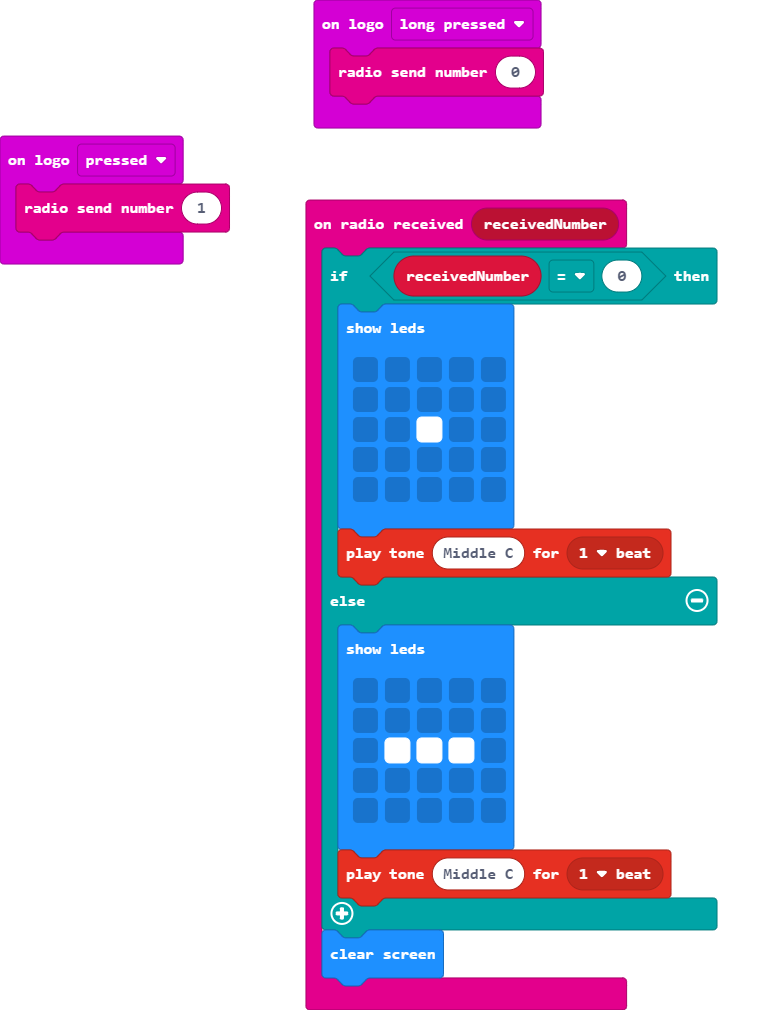 on logo long pressed
radio send number 0
on logo pressed
radio send number 1
on radio received receivedNumber
if receivedNumber = 0 then
show leds
play tone Middle C for 1 beat
else
show leds
play tone Middle C for 1 beat
clear screen